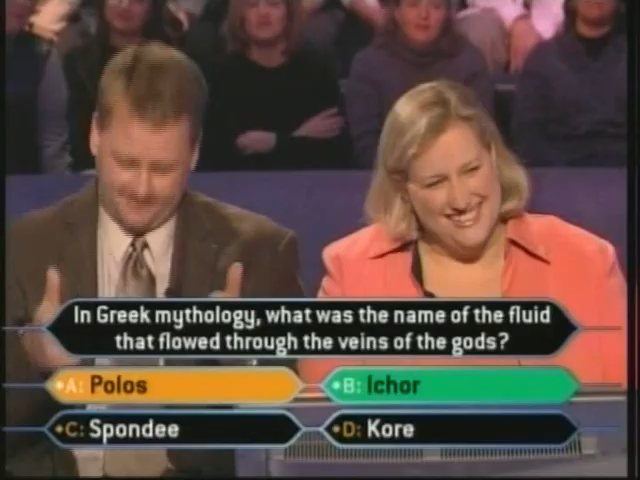 In Greek mythology, what was the name of the fluid
that flowed through the veins of the gods?
•A: Polos
•B: Ichor
•C: Spondee
•D: Kore